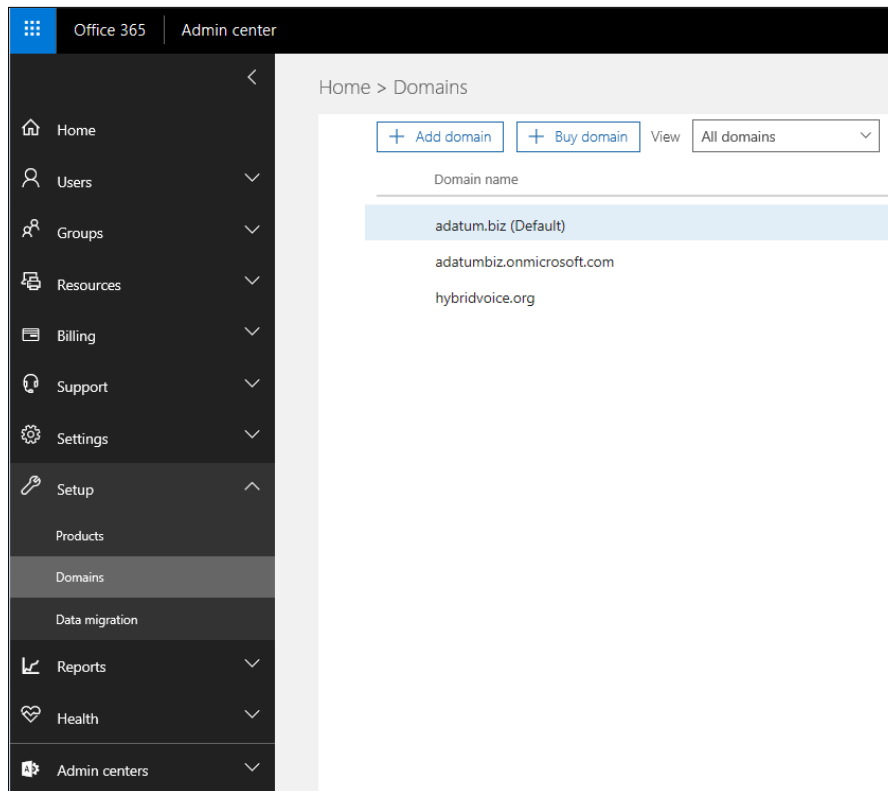 Office 365 Admin center
Home > Domains
Home
Users
Groups
Resources
Billing
Support
Settings
Setup
Products
Domains
Data migration
Reports
Health
Admin centers
+ Add domain + Buy domain View All domains
Domain name
adatum.biz (Default)
adatumbiz.onmicrosoft.com
hybridvoice.org